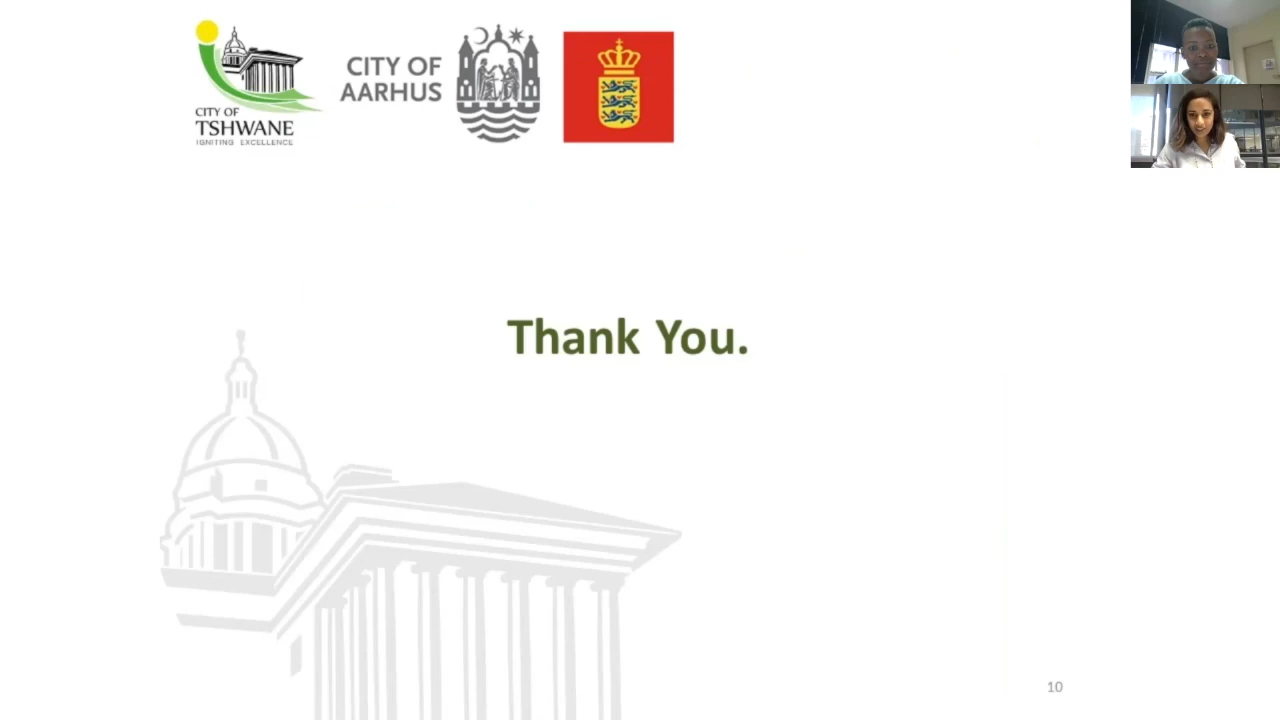 CITY OF
TSHWANE
IGNITING EXCELLENCE
CITY OF
AARHUS
Thank You.
10